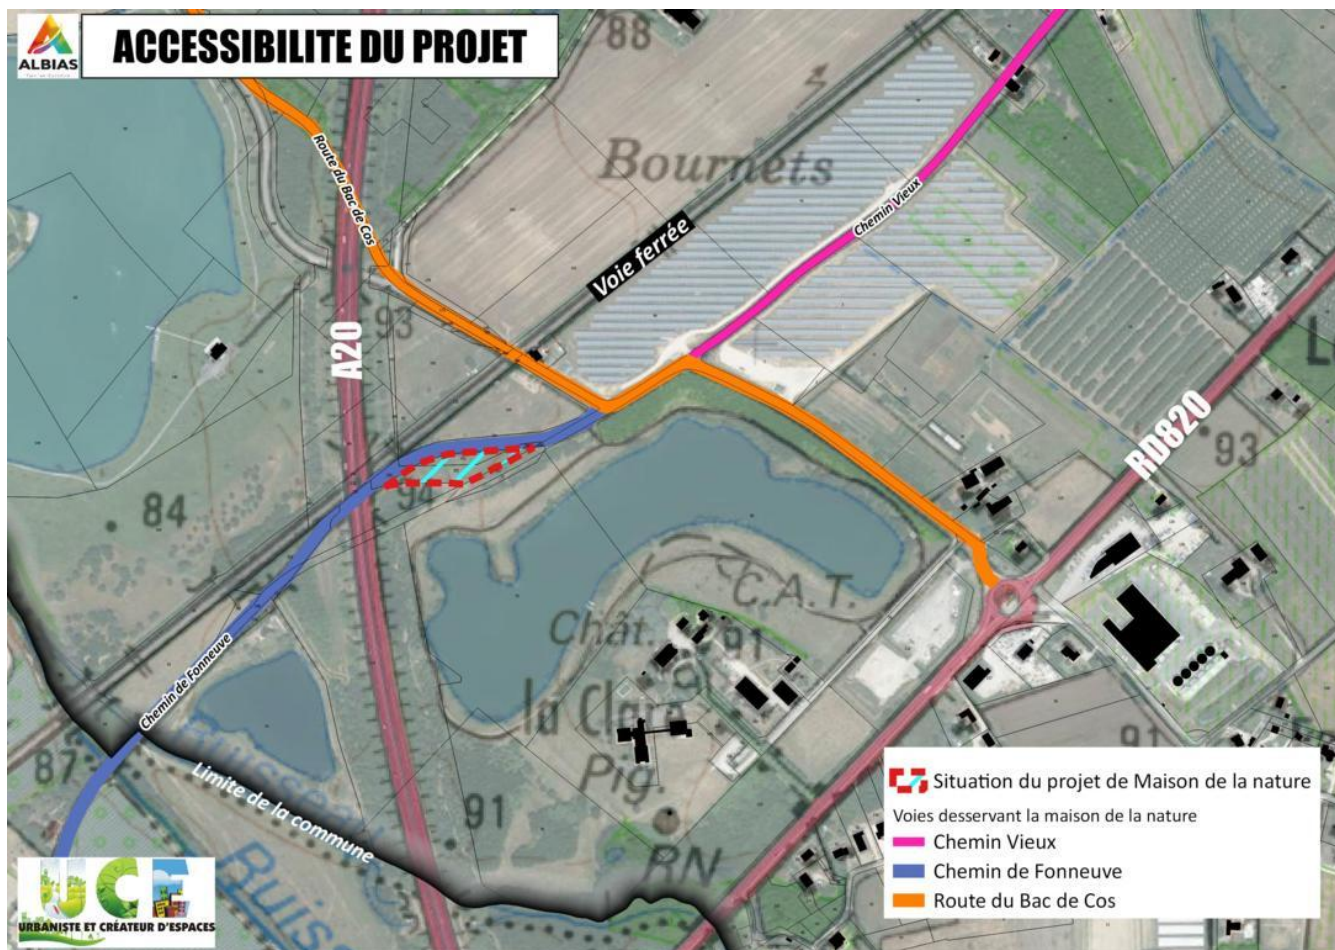 ALBIAS
ACCESSIBILITE DU PROJET
88
Bournets
Route du Bac de Cos
Chemin Vieux
Voie ferrée
93
A20
RD820
93
94
84
C.A.T.
Chât.
91
la Clare
Pig.
Chemin de Fonneuve
87
Ruisseau
Limite de la commune
91
RN
91
Situation du projet de Maison de la nature
Voies desservant la maison de la nature
Chemin Vieux
Chemin de Fonneuve
Route du Bac de Cos
UCE
URBANISTE ET CRÉATEUR D'ESPACES